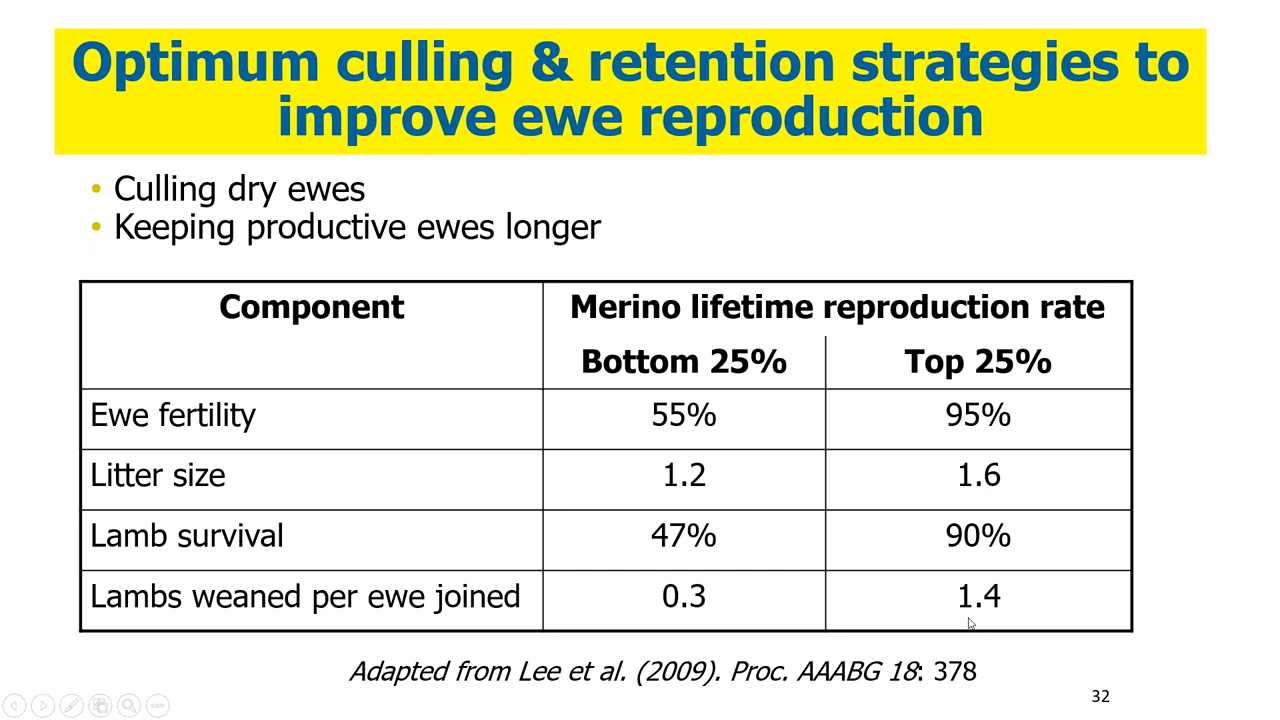 Optimum culling & retention strategies to
improve ewe reproduction
• Culling dry ewes
• Keeping productive ewes longer
Component Merino lifetime reproduction rate
Bottom 25% Top 25%
Ewe fertility 55% 95%
Litter size 1.2 1.6
Lamb survival 47% 90%
Lambs weaned per ewe joined 0.3 1.4
Adapted from Lee et al. (2009). Proc. AAABG 18: 378
32